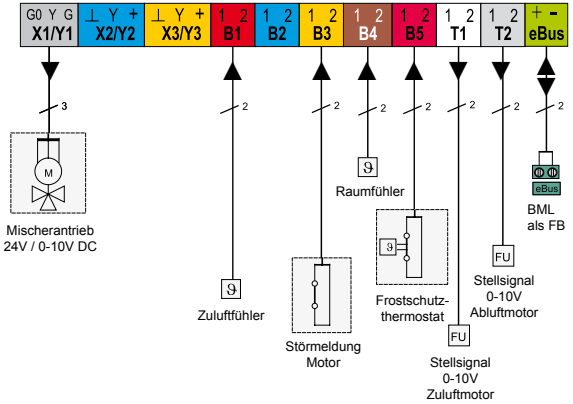 G0 Y G ⊥ Y + ⊥ Y + 1 2 1 2 1 2 1 2 1 2 1 2 1 2 + -
X1/Y1 X2/Y2 X3/Y3 B1 B2 B3 B4 B5 T1 T2 eBus
3 2 2 2 2 2 2 2
M
Mischerantrieb
24V / 0-10V DC
ϑ
Zuluftfühler
Störmeldung
Motor
ϑ
Raumfühler
ϑ
Frostschutz-
thermostat
FU
Stellsignal
0-10V
Zuluftmotor
FU
Stellsignal
0-10V
Abluftmotor
eBus
BML
als FB